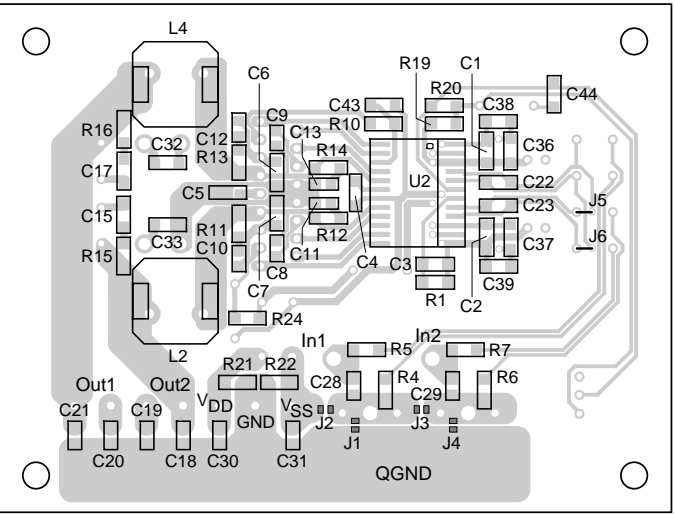 L4
C6
R19
C1
R20
C44
C43
C38
C9
R16
C12
C13
R10
C32
R13
R14
C36
U2
C17
C5
C22
C23
J5
C15
R11
R12
C33
C10
C11
J6
C37
R15
C8
C4
C3
C7
R1
C2
C39
R24
L2
In1
In2
R5
R7
R21
R22
C28
R4
C29
R6
Out1
Out2
VDD
VSS
C21
C19
GND
J2
J3
J1
J4
C20
C18
C30
C31
QGND